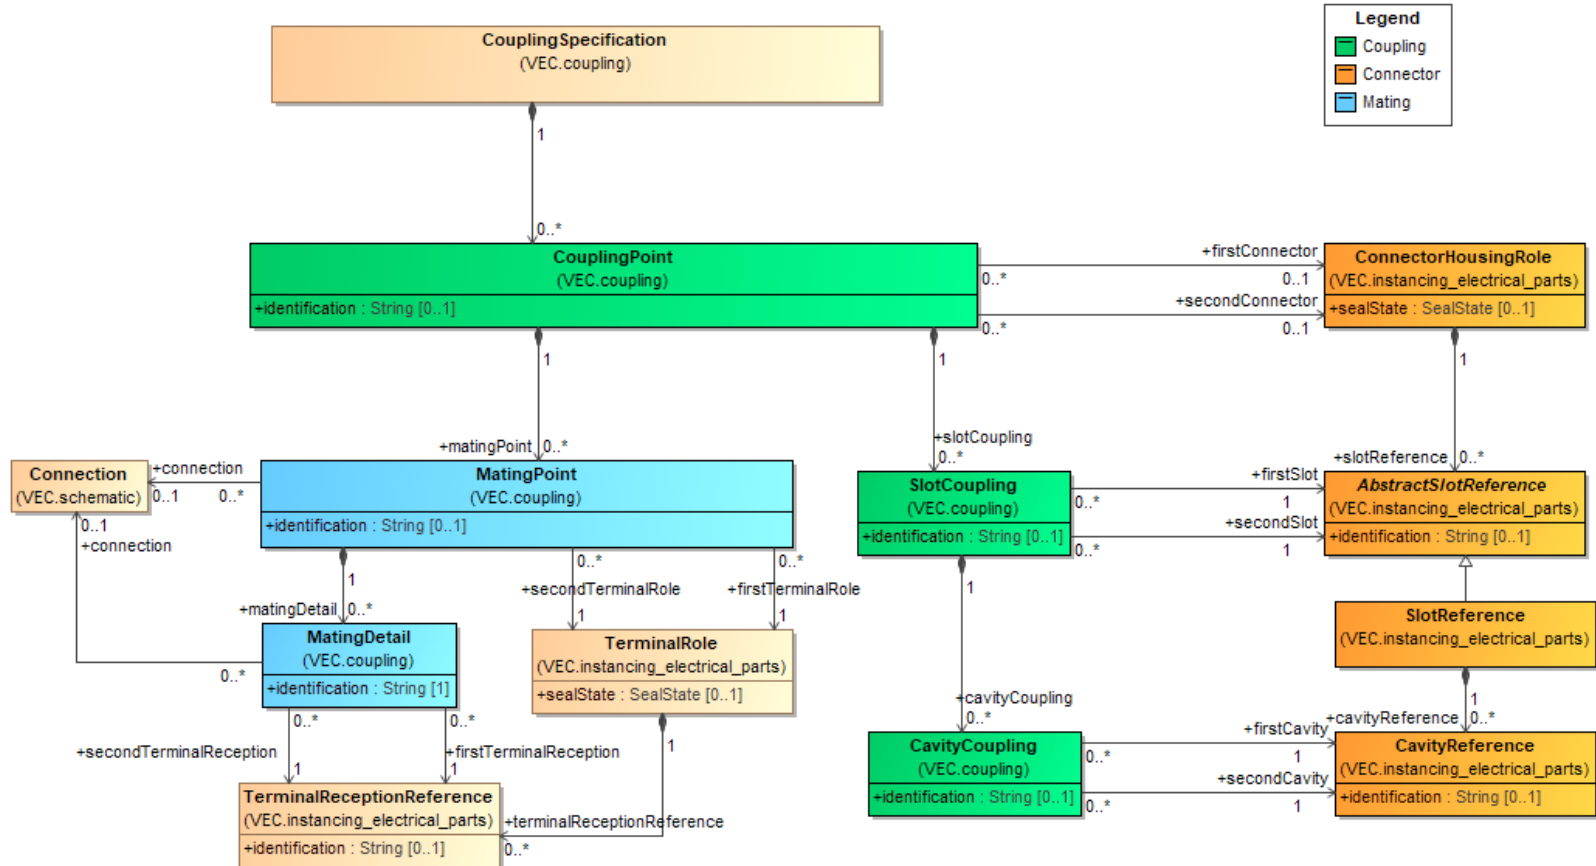 Legend
Coupling
Connector
Mating
CouplingSpecification
(VEC.coupling)
1
0..*
CouplingPoint
(VEC.coupling)
+identification : String [0..1]
+firstConnector
0..*
0..1
+secondConnector
0..*
0..1
ConnectorHousingRole
(VEC.instancing_electrical_parts)
+sealState : SealState [0..1]
1
1
1
+matingPoint
0..*
+slotCoupling
0..*
+slotReference
0..*
Connection
(VEC.schematic)
+connection
0..1
0..*
0..1
+connection
MatingPoint
(VEC.coupling)
+identification : String [0..1]
SlotCoupling
(VEC.coupling)
+identification : String [0..1]
+firstSlot
0..*
1
+secondSlot
0..*
1
AbstractSlotReference
(VEC.instancing_electrical_parts)
+identification : String [0..1]
1
0..*
0..*
+secondTerminalRole
+firstTerminalRole
1
1
1
+matingDetail
0..*
MatingDetail
(VEC.coupling)
+identification : String [1]
0..*
TerminalRole
(VEC.instancing_electrical_parts)
+sealState : SealState [0..1]
SlotReference
(VEC.instancing_electrical_parts)
1
+cavityCoupling
0..*
+cavityReference
0..*
0..*
0..*
+secondTerminalReception
+firstTerminalReception
1
1
1
CavityCoupling
(VEC.coupling)
+identification : String [0..1]
+firstCavity
0..*
1
+secondCavity
0..*
1
CavityReference
(VEC.instancing_electrical_parts)
+identification : String [0..1]
TerminalReceptionReference
(VEC.instancing_electrical_parts)
+identification : String [0..1]
+terminalReceptionReference
0..*